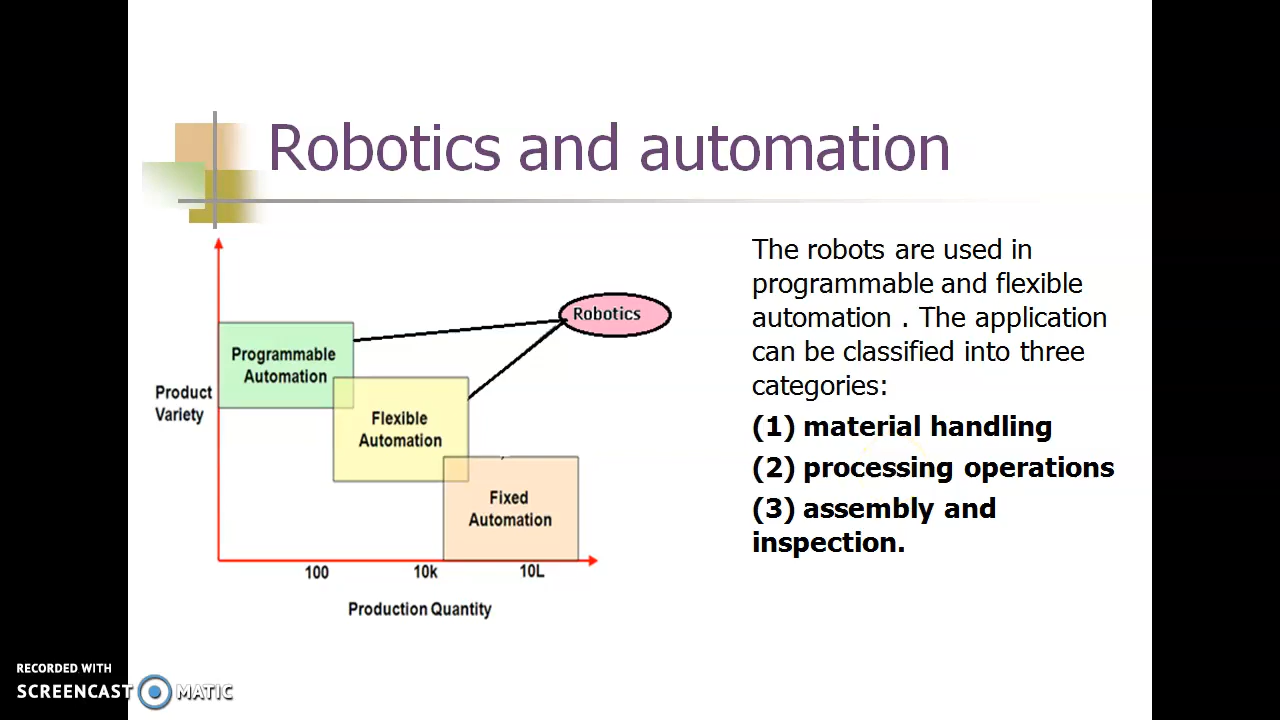 Robotics and automation
Product
Variety
Programmable
Automation
Flexible
Automation
Fixed
Automation
Robotics
100
10k
10L
Production Quantity
The robots are used in
programmable and flexible
automation . The application
can be classified into three
categories:
(1) material handling
(2) processing operations
(3) assembly and
inspection.
RECORDED WITH
SCREENCAST MATIC